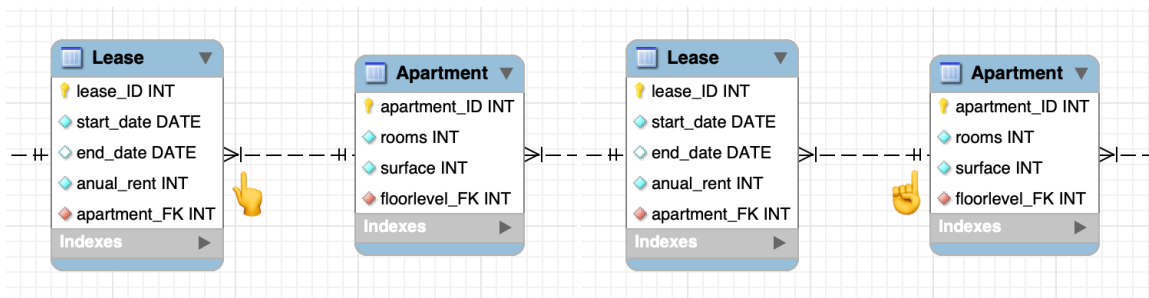 Lease
lease_ID INT
start_date DATE
end_date DATE
anual_rent INT
apartment_FK INT
Indexes
Apartment
apartment_ID INT
rooms INT
surface INT
floorlevel_FK INT
Indexes
Lease
lease_ID INT
start_date DATE
end_date DATE
anual_rent INT
apartment_FK INT
Indexes
Apartment
apartment_ID INT
rooms INT
surface INT
floorlevel_FK INT
Indexes